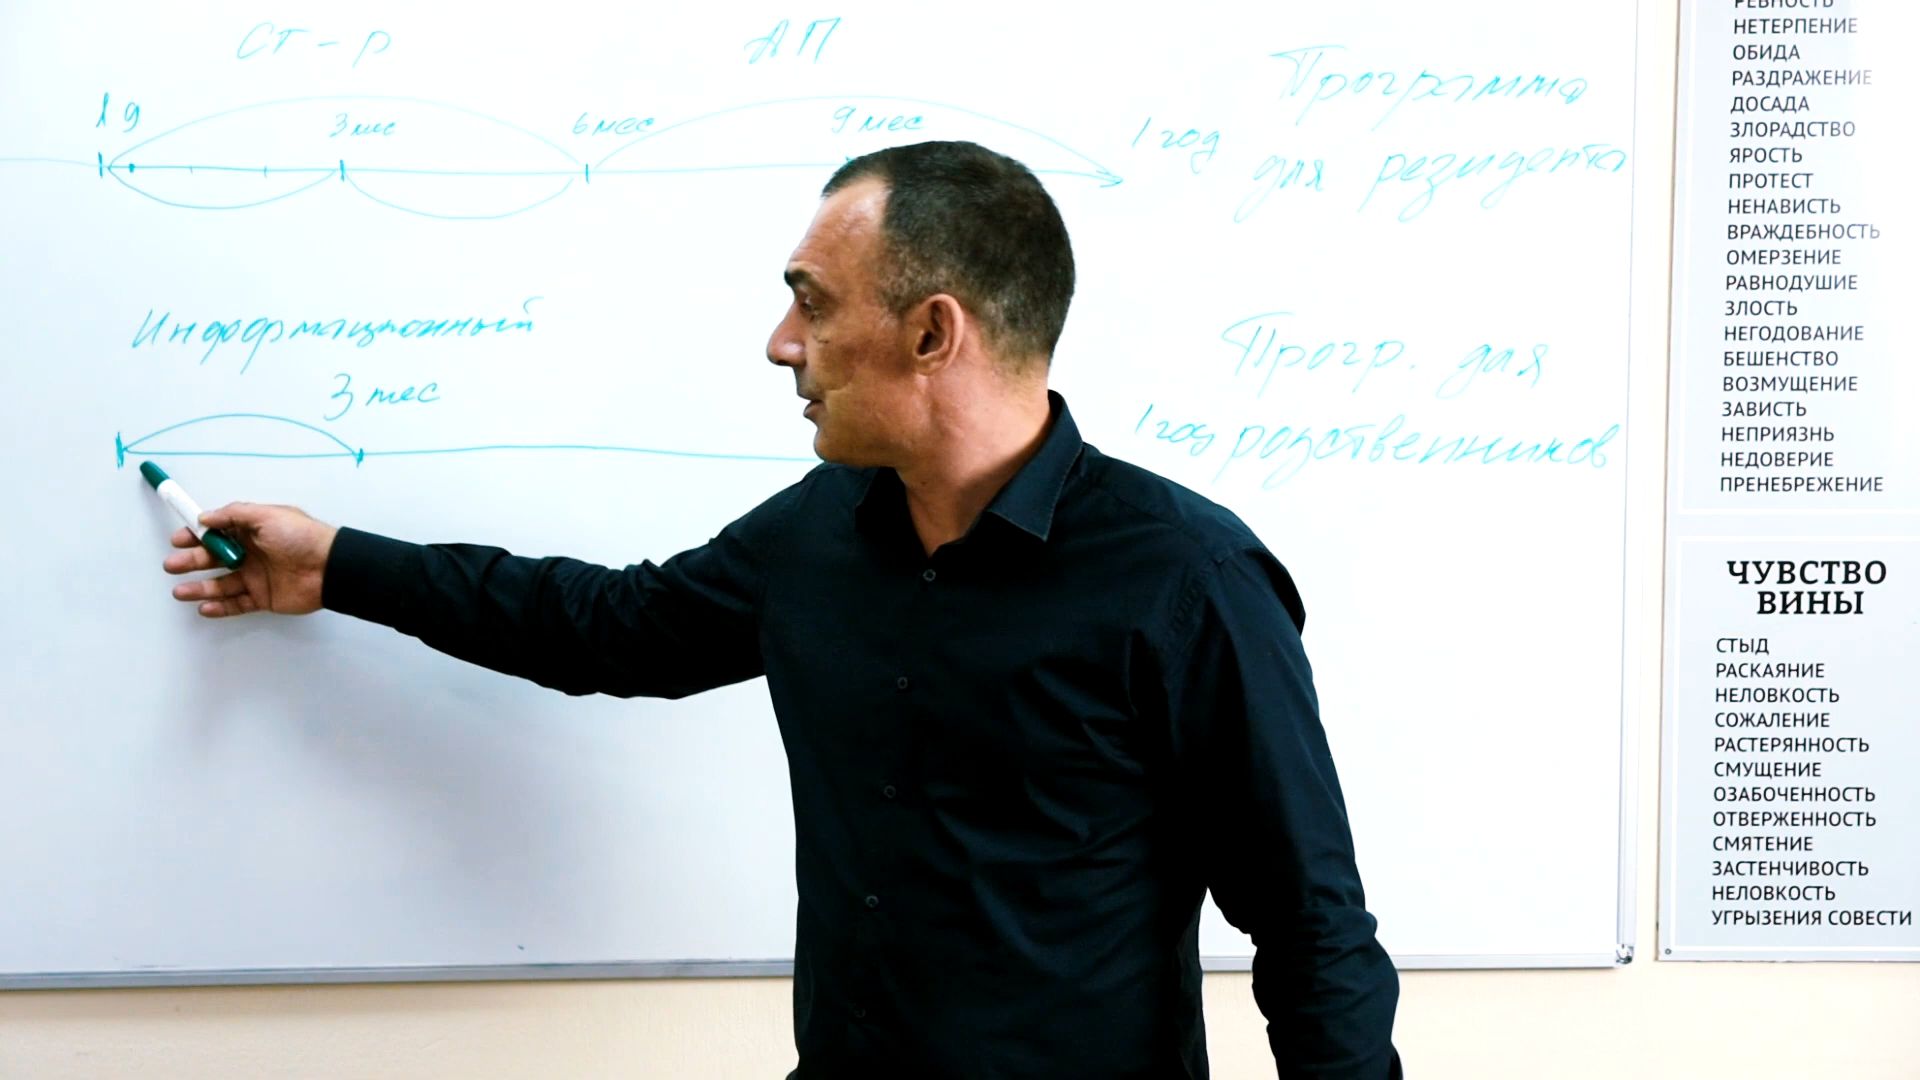 Ст-р
АП
1 д
3 мес
6 мес
9 мес
1 год
Программа
для резидента
Информационный
3 мес
1 год
Прогр. для
родственников
РЕВНОСТЬ
НЕТЕРПЕНИЕ
ОБИДА
РАЗДРАЖЕНИЕ
ДОСАДА
ЗЛОРАДСТВО
ЯРОСТЬ
ПРОТЕСТ
НЕНАВИСТЬ
ВРАЖДЕБНОСТЬ
ОМЕРЗЕНИЕ
РАВНОДУШИЕ
ЗЛОСТЬ
НЕГОДОВАНИЕ
БЕШЕНСТВО
ВОЗМУЩЕНИЕ
ЗАВИСТЬ
НЕПРИЯЗНЬ
НЕДОВЕРИЕ
ПРЕНЕБРЕЖЕНИЕ
ЧУВСТВО
ВИНЫ
СТЫД
РАСКАЯНИЕ
НЕЛОВКОСТЬ
СОЖАЛЕНИЕ
РАСТЕРЯННОСТЬ
СМУЩЕНИЕ
ОЗАБОЧЕННОСТЬ
ОТВЕРЖЕННОСТЬ
СМЯТЕНИЕ
ЗАСТЕНЧИВОСТЬ
НЕЛОВКОСТЬ
УГРЫЗЕНИЯ СОВЕСТИ